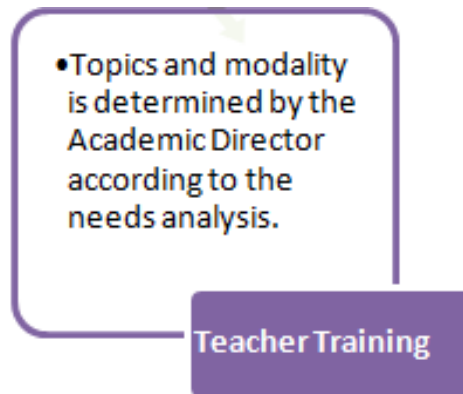 •Topics and modality
is determined by the
Academic Director
according to the
needs analysis.
Teacher Training